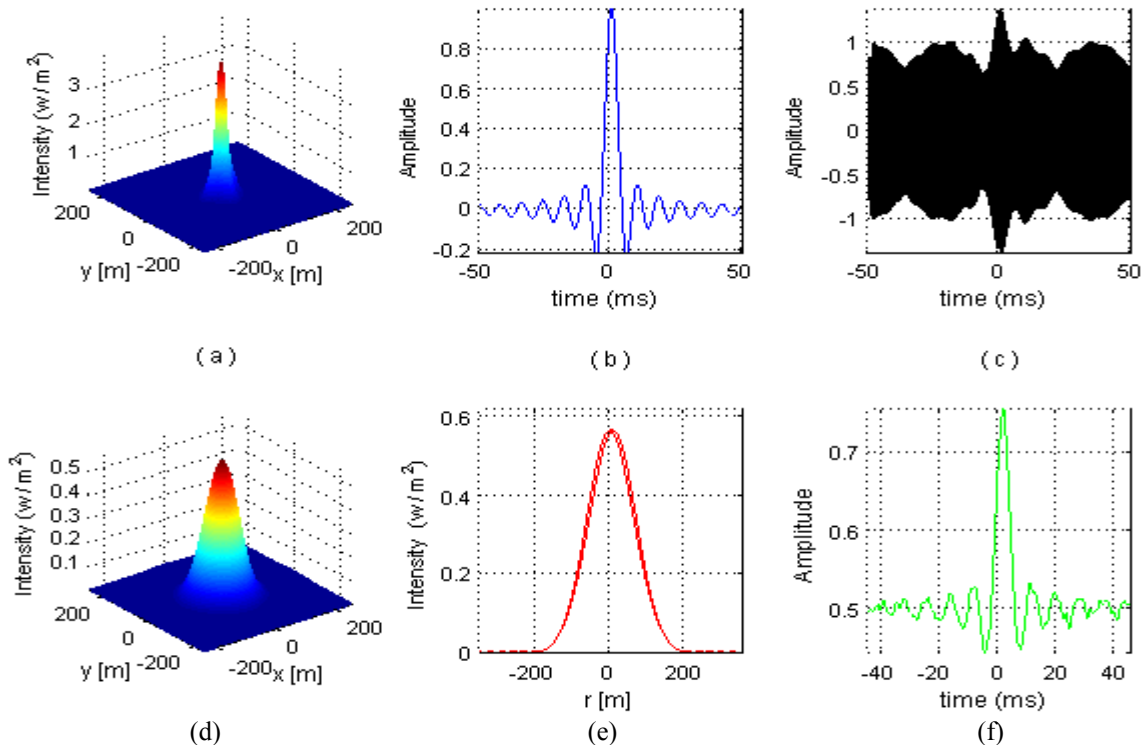 Intensity (w/m²)
3
2
1
200
0
-200
y [m]
-200
0
200
x [m]
( a )
Amplitude
0.8
0.6
0.4
0.2
0
-0.2
-50
0
50
time (ms)
( b )
Amplitude
1
0.5
0
-0.5
-1
-50
0
50
time (ms)
( c )
Intensity (w/m²)
0.5
0.4
0.3
0.2
0.1
200
0
-200
y [m]
-200
0
200
x [m]
(d)
Intensity (w/m²)
0.6
0.4
0.2
0
-200
0
200
r [m]
(e)
Amplitude
0.7
0.6
0.5
-40
-20
0
20
40
time (ms)
(f)